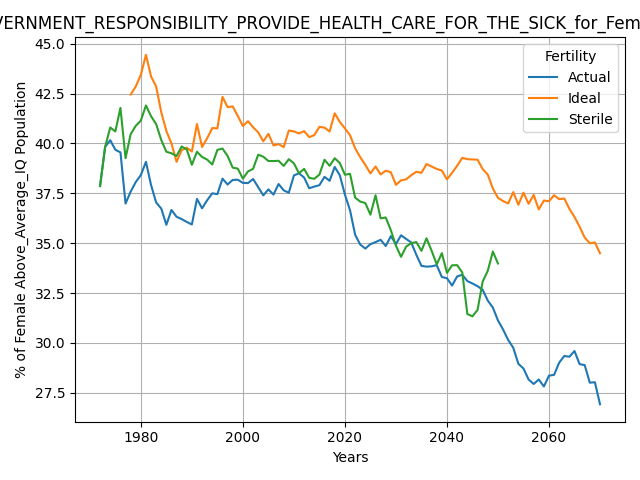 VERNMENT_RESPONSIBILITY_PROVIDE_HEALTH_CARE_FOR_THE_SICK_for_Fem
45.0
42.5
40.0
37.5
35.0
32.5
30.0
27.5
% of Female Above_Average_IQ Population
Fertility
Actual
Ideal
Sterile
1980
2000
2020
2040
2060
Years